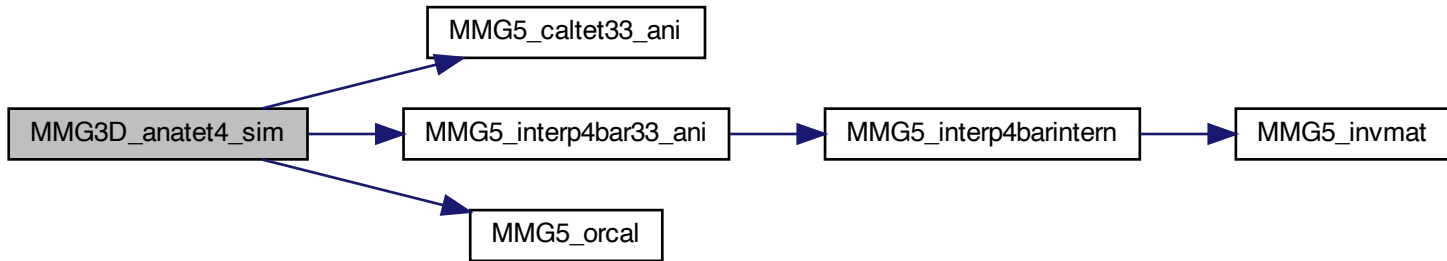 MMG5_caltet33_ani
MMG3D_anatet4_sim
MMG5_interp4bar33_ani
MMG5_interp4barintern
MMG5_invmat
MMG5_orcal